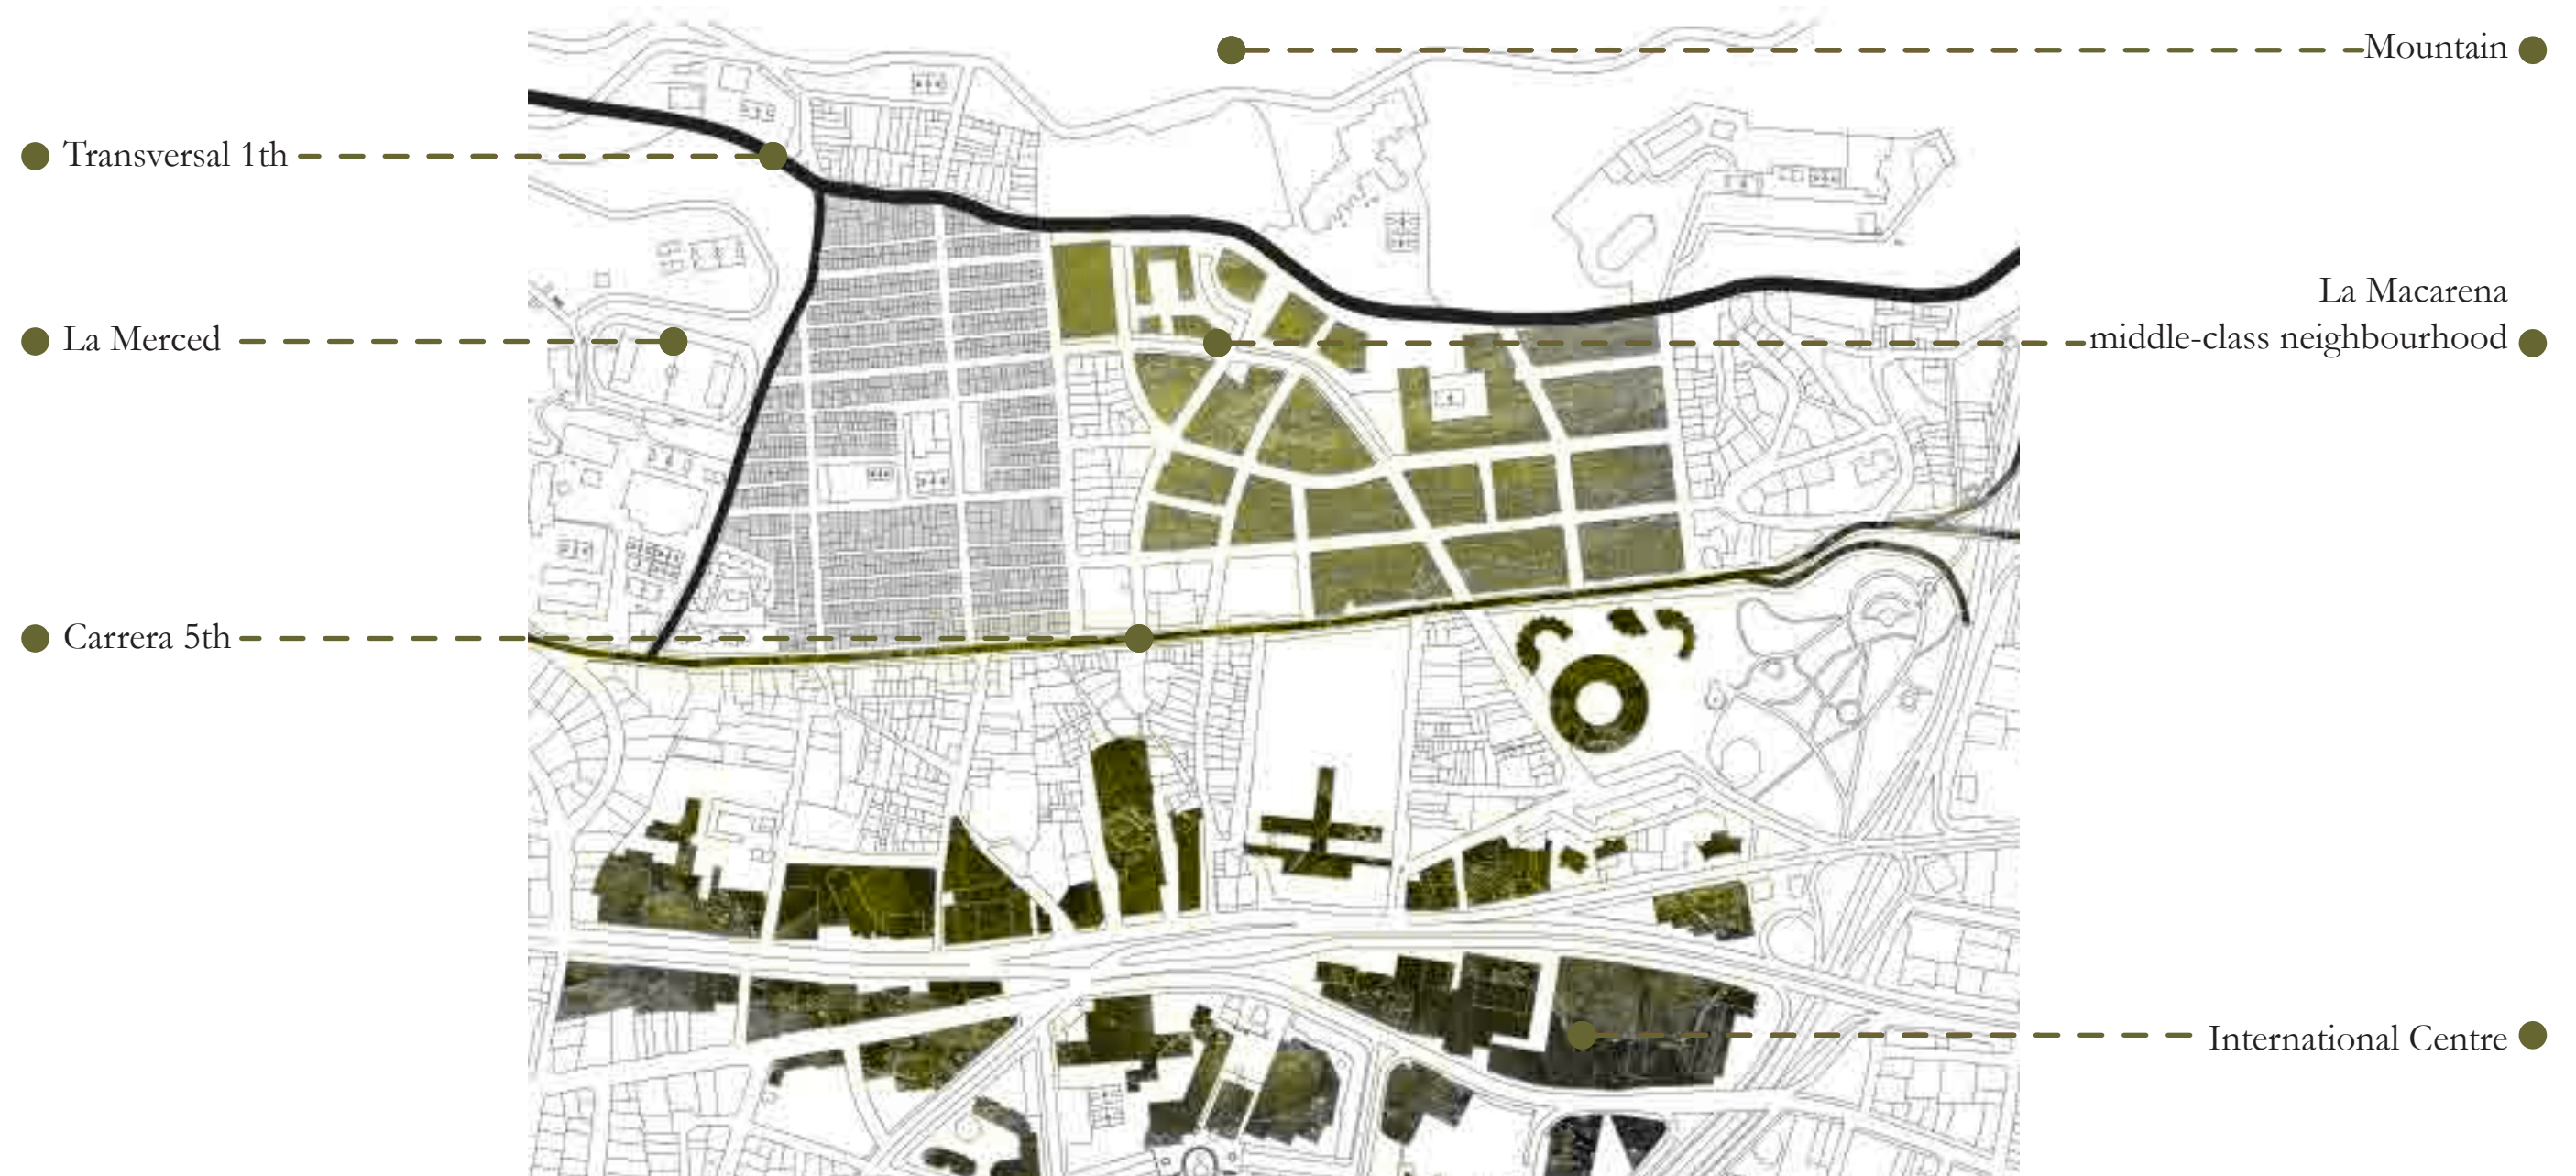 Mountain
Transversal 1th
La Macarena
La Merced
middle-class neighbourhood
Carrera 5th
International Centre